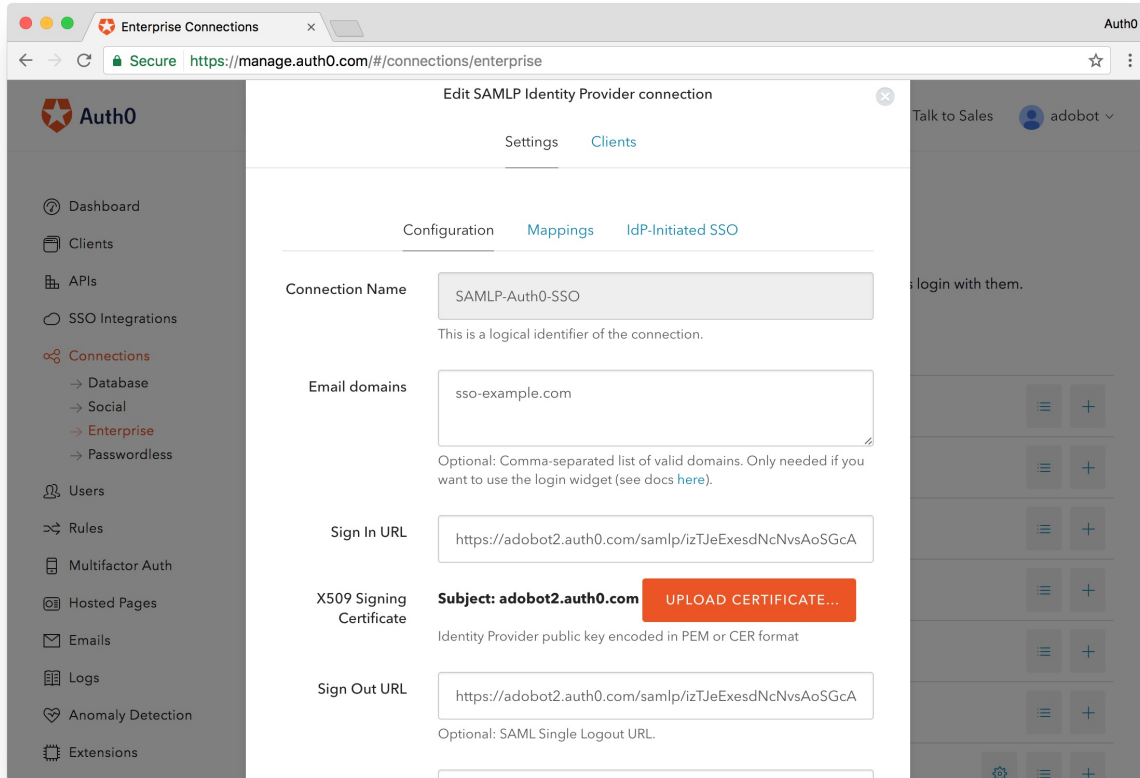 Enterprise Connections
Auth0
Secure https://manage.auth0.com/#/connections/enterprise
Auth0
Talk to Sales
adobot
Edit SAMLP Identity Provider connection
Settings
Clients
Dashboard
Clients
APIs
SSO Integrations
Connections
Database
Social
Enterprise
Passwordless
Users
Rules
Multifactor Auth
Hosted Pages
Emails
Logs
Anomaly Detection
Extensions
Configuration
Mappings
IdP-Initiated SSO
Connection Name
SAMLP-Auth0-SSO
This is a logical identifier of the connection.
Email domains
sso-example.com
Optional: Comma-separated list of valid domains. Only needed if you
want to use the login widget (see docs here).
Sign In URL
https://adobot2.auth0.com/samlp/izTJeExesdNcNvsAoSGcA
X509 Signing
Certificate
Subject: adobot2.auth0.com
UPLOAD CERTIFICATE...
Identity Provider public key encoded in PEM or CER format
Sign Out URL
https://adobot2.auth0.com/samlp/izTJeExesdNcNvsAoSGcA
Optional: SAML Single Logout URL.
login with them.